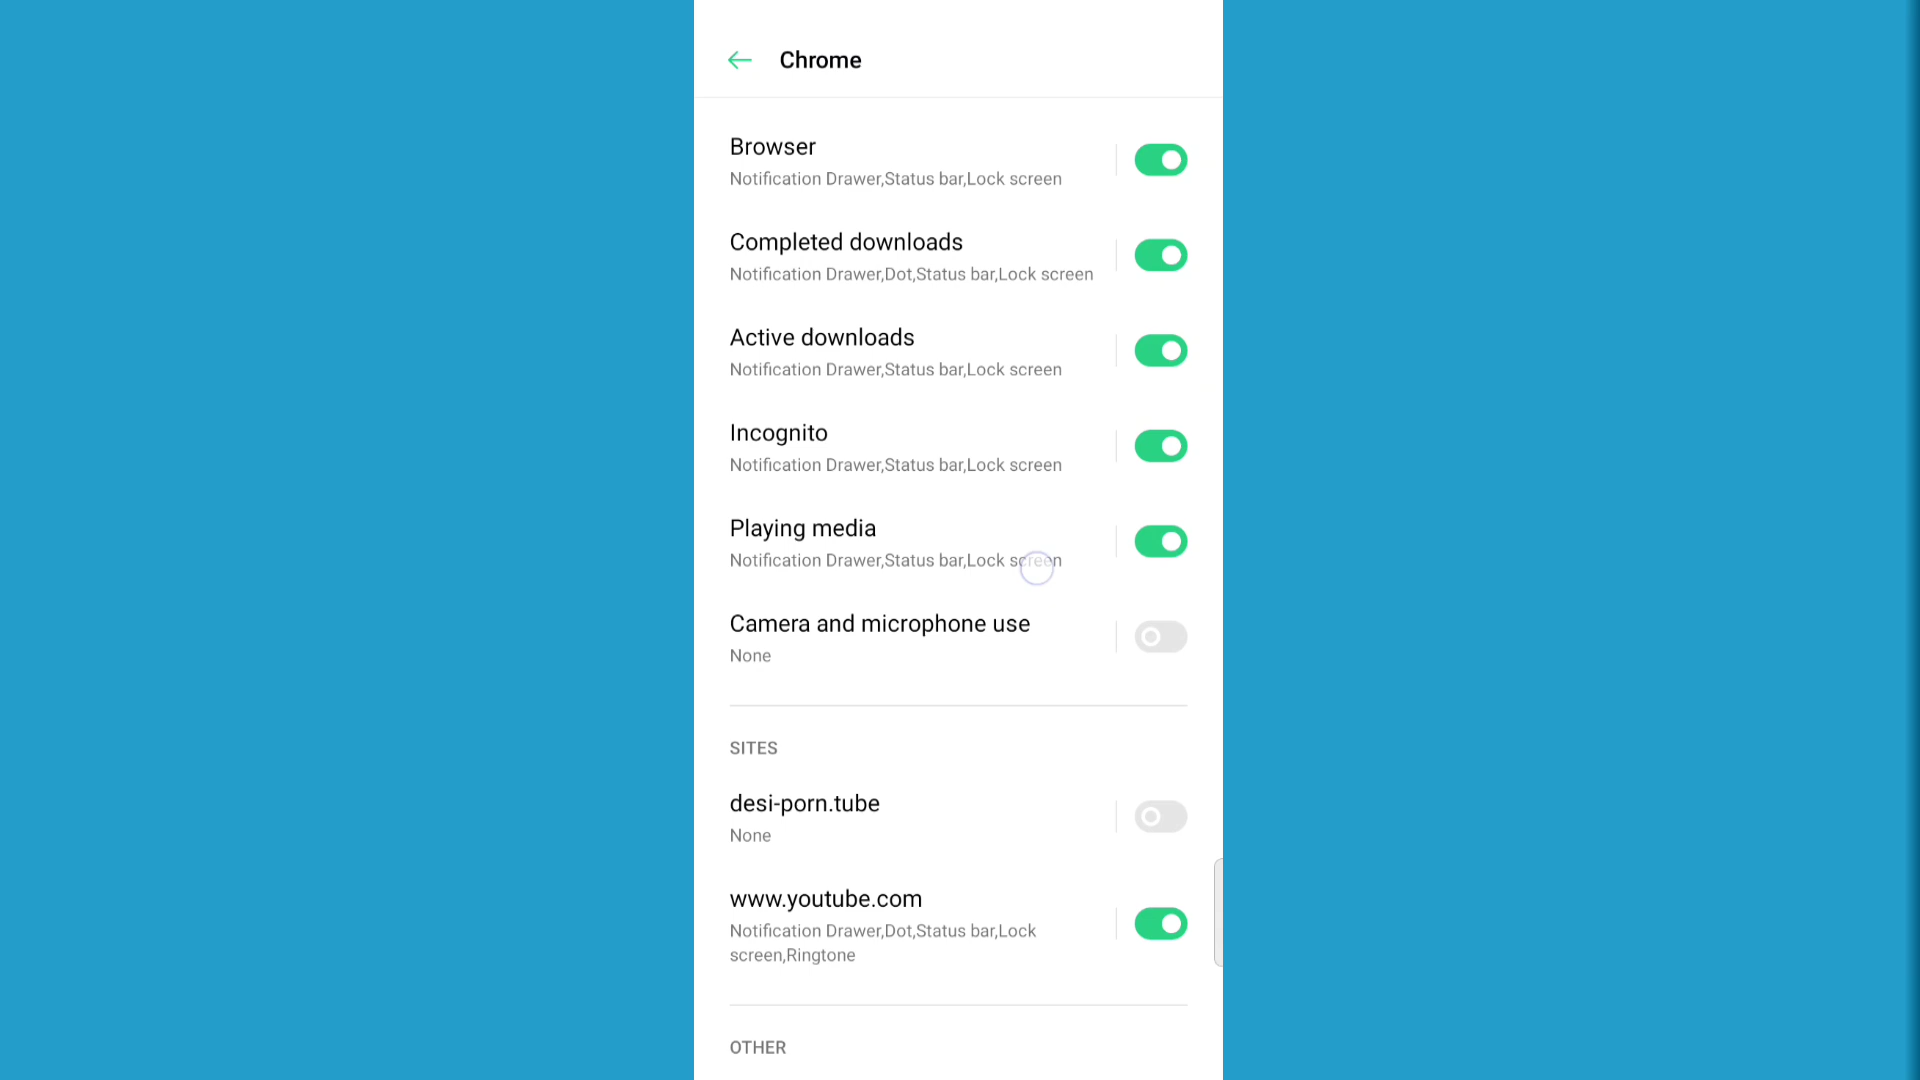 Chrome
Browser
Notification Drawer,Status bar,Lock screen
Completed downloads
Notification Drawer,Dot,Status bar,Lock screen
Active downloads
Notification Drawer,Status bar,Lock screen
Incognito
Notification Drawer,Status bar,Lock screen
Playing media
Notification Drawer,Status bar,Lock screen
Camera and microphone use
None
SITES
desi-porn.tube
None
www.youtube.com
Notification Drawer,Dot,Status bar,Lock
screen,Ringtone
OTHER